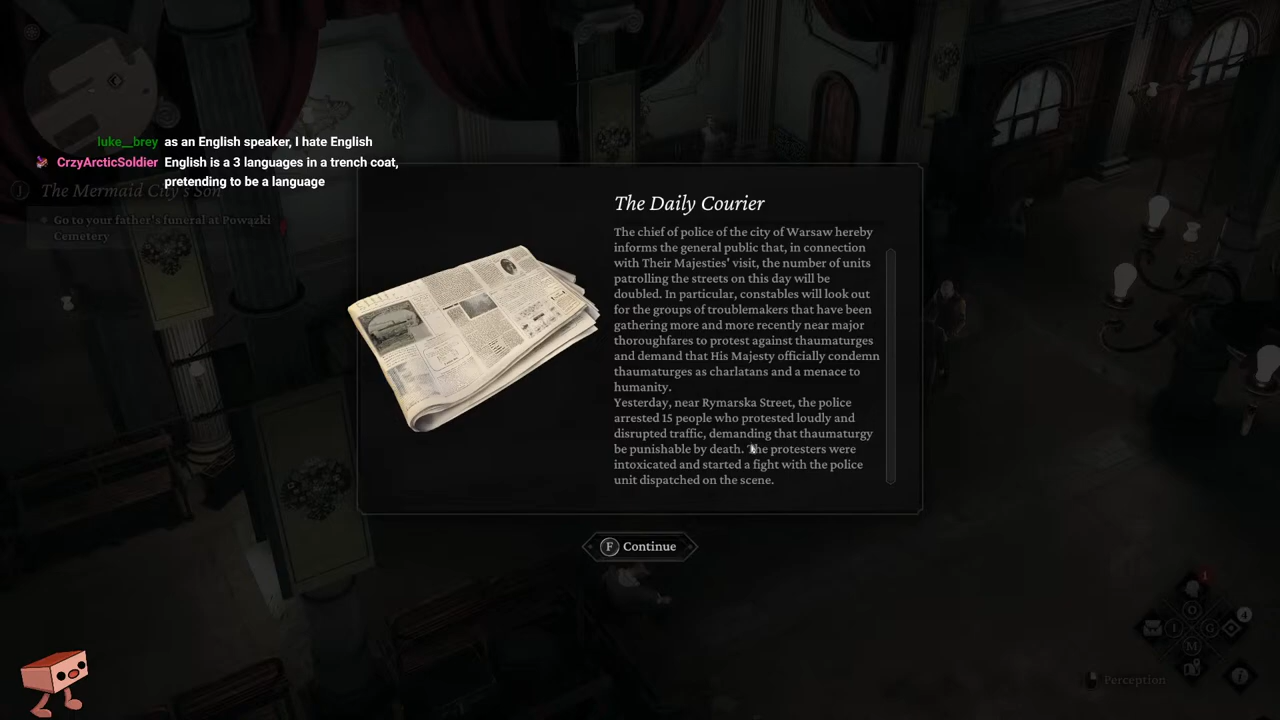 luke__brey as an English speaker, I hate English
CrzyArcticSoldier English is a 3 languages in a trench coat,
pretending to be a language
1 The Mermaid City's Son
Go to your father's funeral at Powązki
Cemetery
The Daily Courier
The chief of police of the city of Warsaw hereby
informs the general public that, in connection
with Their Majesties' visit, the number of units
patrolling the streets on this day will be
doubled. In particular, constables will look out
for the groups of troublemakers that have been
gathering more and more recently near major
thoroughfares to protest against thaumaturges
and demand that His Majesty officially condemn
thaumaturges as charlatans and a menace to
humanity.
Yesterday, near Rymarska Street, the police
arrested 15 people who protested loudly and
disrupted traffic, demanding that thaumaturgy
be punishable by death. The protesters were
intoxicated and started a fight with the police
unit dispatched on the scene.
F Continue
1
O
4
I G
M
i
Perception